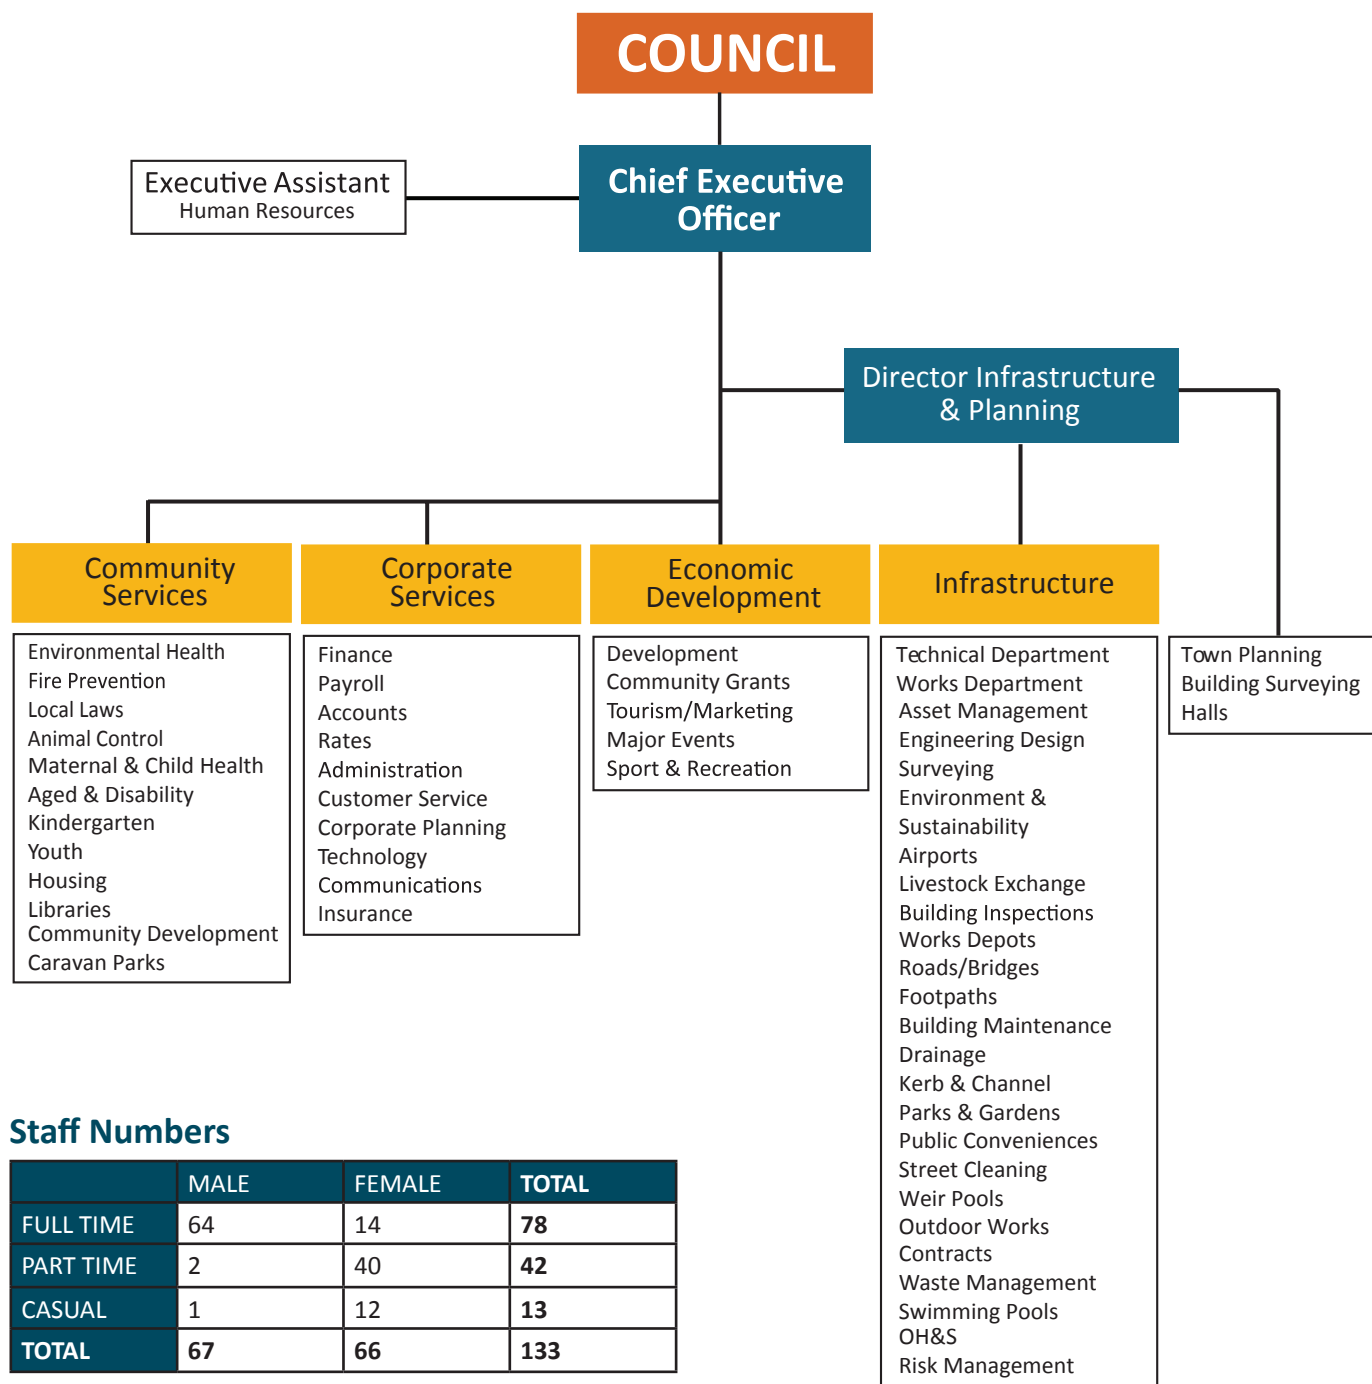 COUNCIL
Chief Executive
Officer
Executive Assistant
Human Resources
Director Infrastructure
& Planning
Community
Services
Environmental Health
Fire Prevention
Local Laws
Animal Control
Maternal & Child Health
Aged & Disability
Kindergarten
Youth
Housing
Libraries
Community Development
Caravan Parks
Corporate
Services
Finance
Payroll
Accounts
Rates
Administration
Customer Service
Corporate Planning
Technology
Communications
Insurance
Economic
Development
Development
Community Grants
Tourism/Marketing
Major Events
Sport & Recreation
Infrastructure
Technical Department
Works Department
Asset Management
Engineering Design
Surveying
Environment &
Sustainability
Airports
Livestock Exchange
Building Inspections
Works Depots
Roads/Bridges
Footpaths
Building Maintenance
Drainage
Kerb & Channel
Parks & Gardens
Public Conveniences
Street Cleaning
Weir Pools
Outdoor Works
Contracts
Waste Management
Swimming Pools
OH&S
Risk Management
Town Planning
Building Surveying
Halls
Staff Numbers
MALE FEMALE TOTAL
FULL TIME 64 14 78
PART TIME 2 40 42
CASUAL 1 12 13
TOTAL 67 66 133